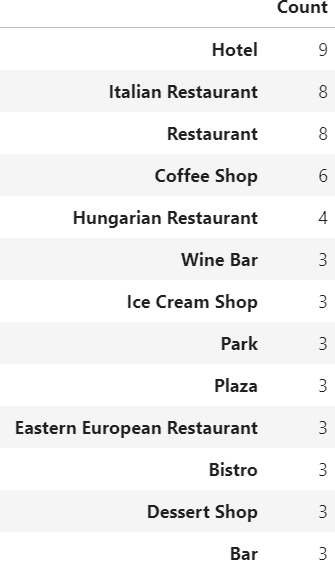 Count
Hotel 9
Italian Restaurant 8
Restaurant 8
Coffee Shop 6
Hungarian Restaurant 4
Wine Bar 3
Ice Cream Shop 3
Park 3
Plaza 3
Eastern European Restaurant 3
Bistro 3
Dessert Shop 3
Bar 3